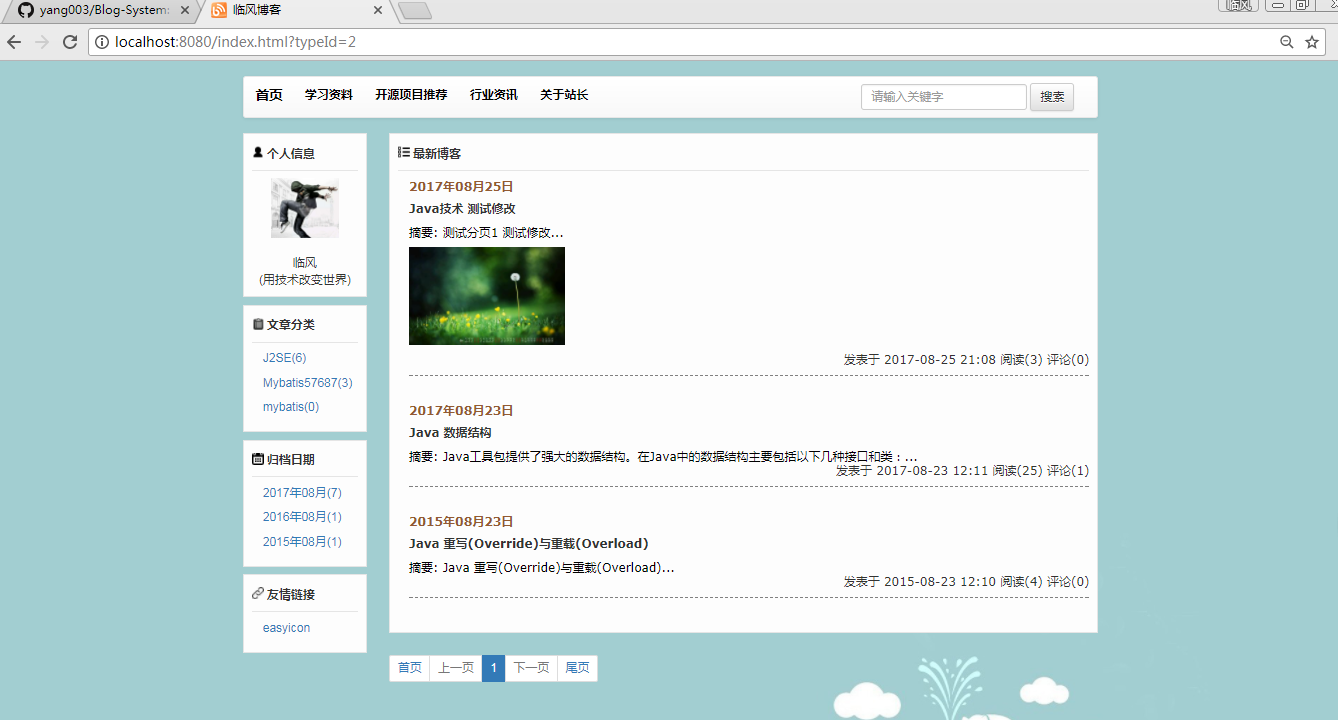 yang003/Blog-System:
临风博客
临风
localhost:8080/index.html?typeId=2
首页 学习资料 开源项目推荐 行业资讯 关于站长 请输入关键字 搜索
个人信息
临风
(用技术改变世界)
文章分类
J2SE(6)
Mybatis57687(3)
mybatis(0)
归档日期
2017年08月(7)
2016年08月(1)
2015年08月(1)
友情链接
easyicon
最新博客
2017年08月25日
Java技术 测试修改
摘要: 测试分页1 测试修改...
发表于 2017-08-25 21:08 阅读(3) 评论(0)
2017年08月23日
Java 数据结构
摘要: Java工具包提供了强大的数据结构。在Java中的数据结构主要包括以下几种接口和类：...
发表于 2017-08-23 12:11 阅读(25) 评论(1)
2015年08月23日
Java 重写(Override)与重载(Overload)
摘要: Java 重写(Override)与重载(Overload)...
发表于 2015-08-23 12:10 阅读(4) 评论(0)
首页 上一页 1 下一页 尾页